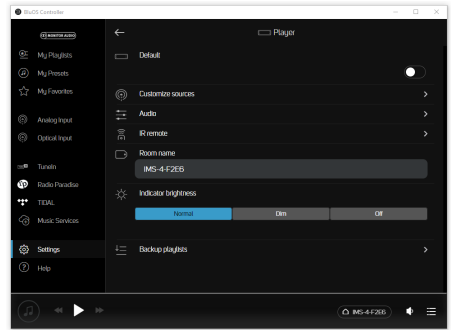 BluOS Controller
MONITOR AUDIO
Player
My Playlists
My Presets
My Favorites
Analog Input
Optical Input
TuneIn
Radio Paradise
TIDAL
Music Services
Settings
Help
Default
Customize sources
Audio
IR remote
Room name
IMS-4-F2E6
Indicator brightness
Normal Dim Off
Backup playlists
IMS-4-F2E6